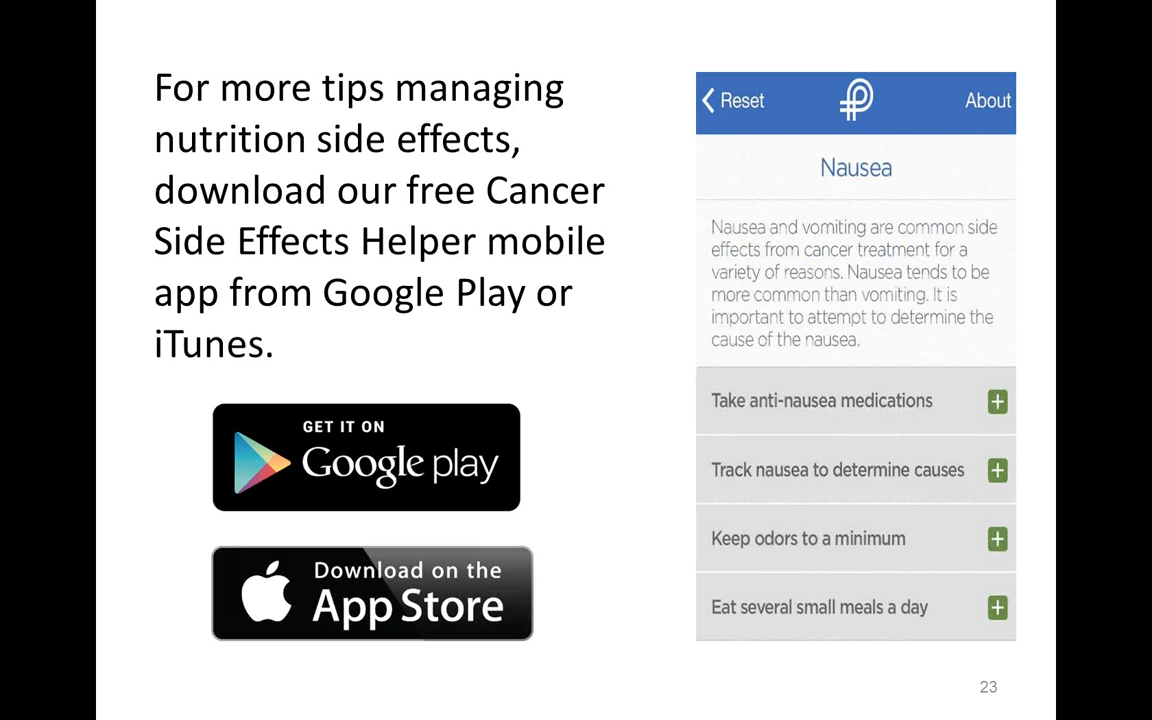 For more tips managing
nutrition side effects,
download our free Cancer
Side Effects Helper mobile
app from Google Play or
iTunes.
GET IT ON
Google play
Download on the
App Store
Reset
About
Nausea
Nausea and vomiting are common side
effects from cancer treatment for a
variety of reasons. Nausea tends to be
more common than vomiting. It is
important to attempt to determine the
cause of the nausea.
Take anti-nausea medications
Track nausea to determine causes
Keep odors to a minimum
Eat several small meals a day
23